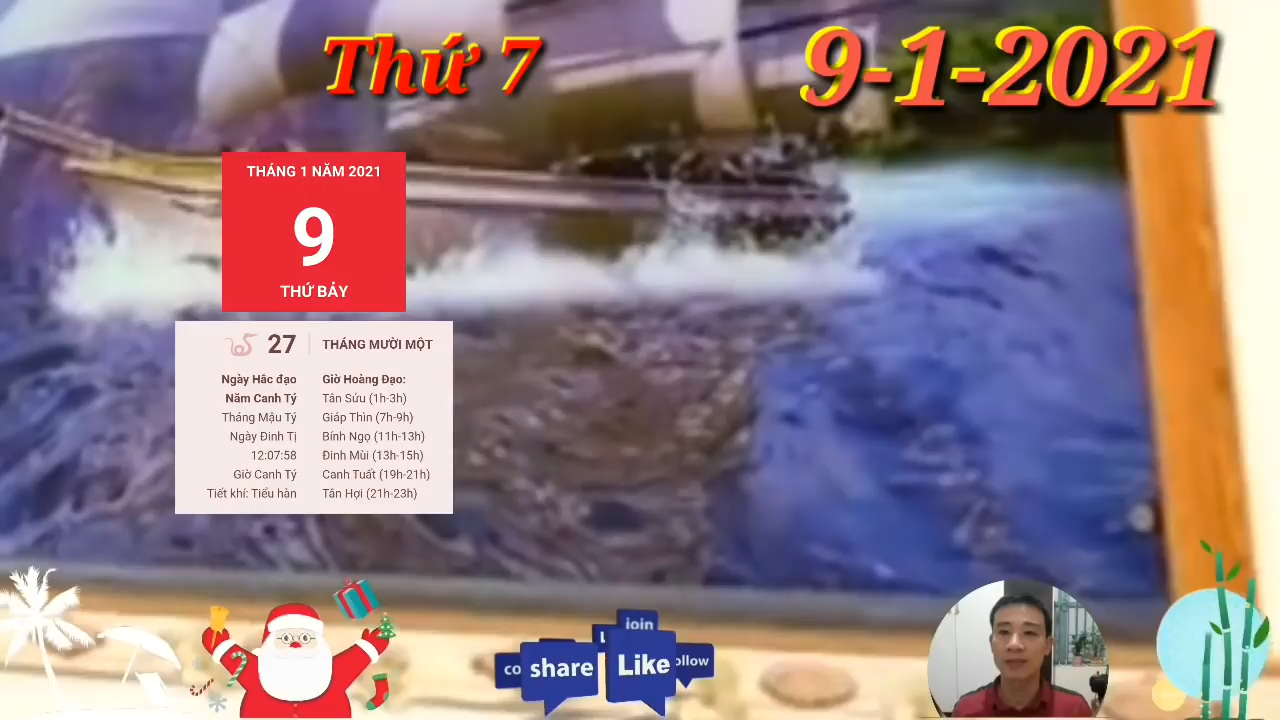 Thứ 7
9-1-2021
THÁNG 1 NĂM 2021
9
THỨ BẢY
27
THÁNG MƯỜI MỘT
Ngày Hắc đạo
Giờ Hoàng Đạo:
Năm Canh Tý
Tân Sửu (1h-3h)
Tháng Mậu Tý
Giáp Thìn (7h-9h)
Ngày Đinh Tị
Bính Ngọ (11h-13h)
12:07:58
Đinh Mùi (13h-15h)
Giờ Canh Tý
Canh Tuất (19h-21h)
Tiết khí: Tiểu hàn
Tân Hợi (21h-23h)
join
share
Like
ollow